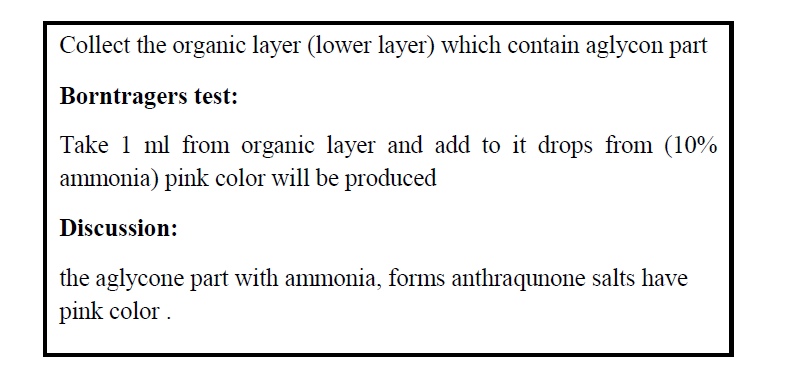 Collect the organic layer (lower layer) which contain aglycon part
Borntragers test:
Take 1 ml from organic layer and add to it drops from (10%
ammonia) pink color will be produced
Discussion:
the aglycone part with ammonia, forms anthraqunone salts have
pink color .